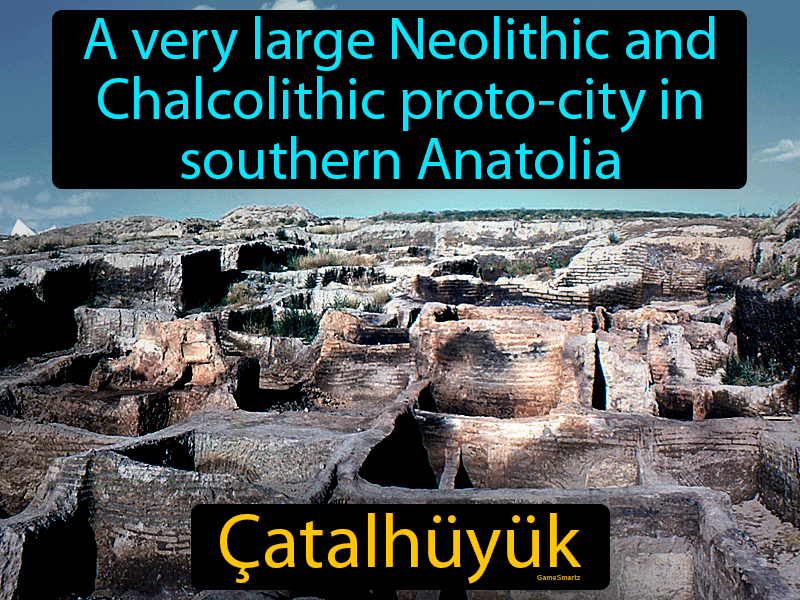 A very large Neolithic and
Chalcolithic proto-city in
southern Anatolia
Çatalhüyük
GameSmartz